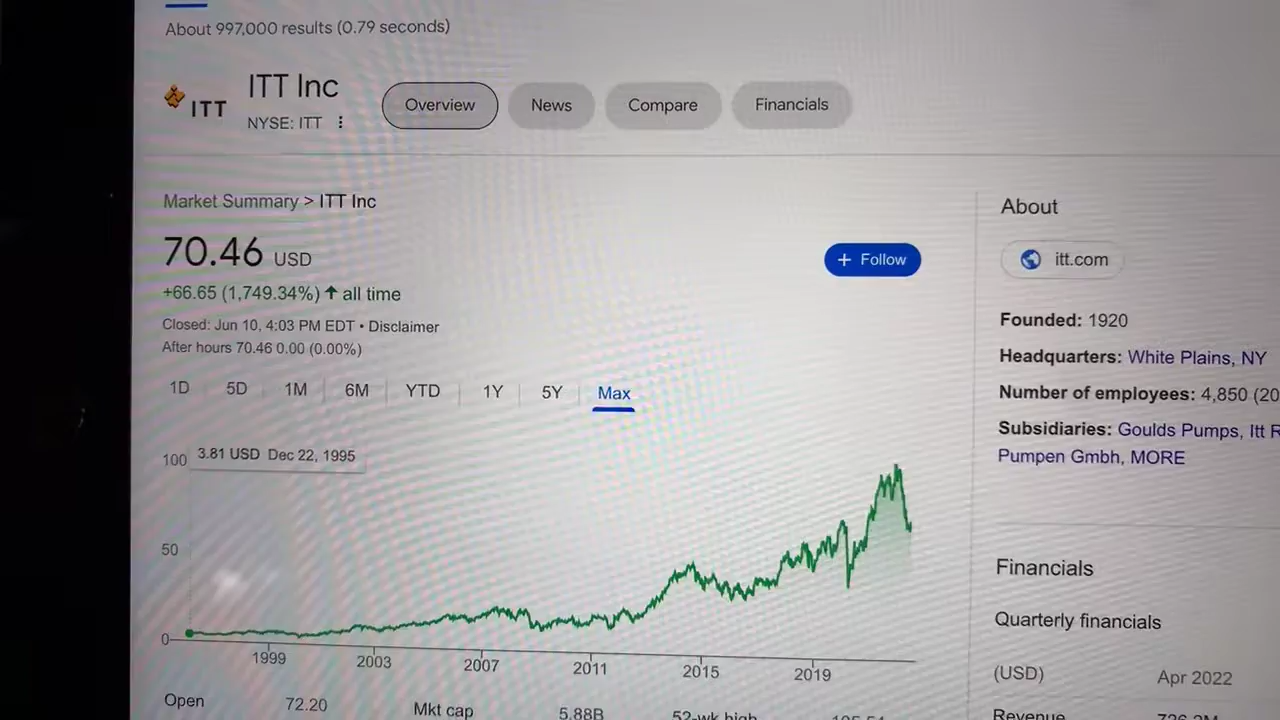 About 997,000 results (0.79 seconds)
ITT
ITT Inc
NYSE: ITT
Overview
News
Compare
Financials
Market Summary > ITT Inc
70.46 USD
+ Follow
+66.65 (1,749.34%) ↑ all time
Closed: Jun 10, 4:03 PM EDT • Disclaimer
After hours 70.46 0.00 (0.00%)
1D 5D 1M 6M YTD 1Y 5Y Max
3.81 USD Dec 22, 1995
100
50
0
1999 2003 2007 2011 2015 2019
Open 72.20
Mkt cap 5.88B
52-wk high
About
itt.com
Founded: 1920
Headquarters: White Plains, NY
Number of employees: 4,850 (20
Subsidiaries: Goulds Pumps, Itt R
Pumpen Gmbh, MORE
Financials
Quarterly financials
(USD) Apr 2022
Revenue